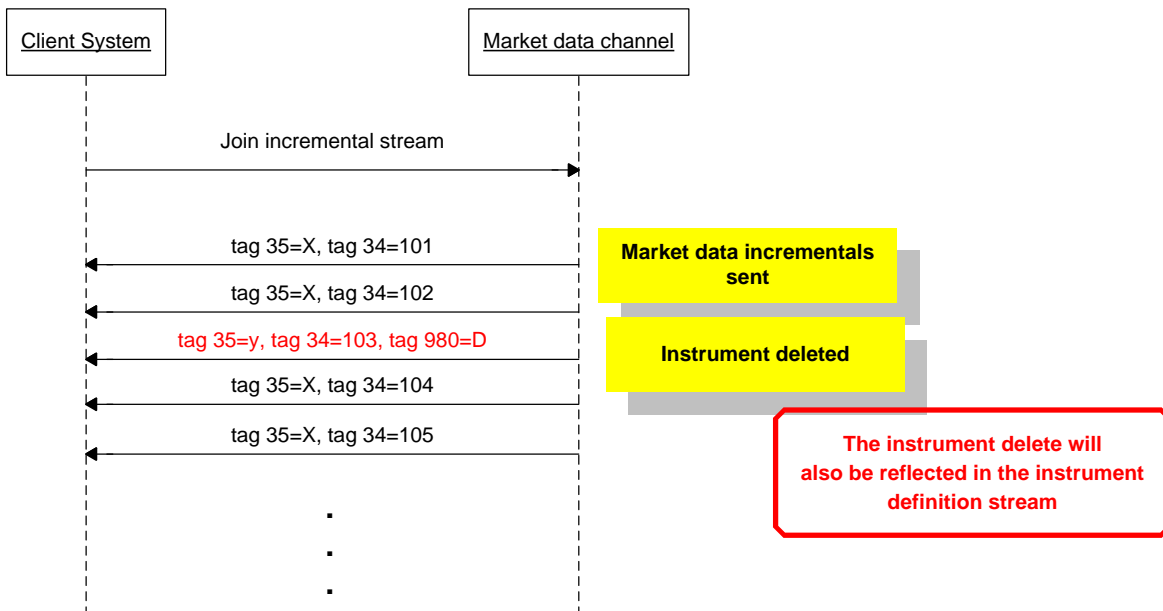 Client System
Market data channel
Join incremental stream
tag 35=X, tag 34=101
Market data incrementals
sent
tag 35=X, tag 34=102
tag 35=y, tag 34=103, tag 980=D
Instrument deleted
tag 35=X, tag 34=104
tag 35=X, tag 34=105
The instrument delete will
also be reflected in the instrument
definition stream
.
.
.